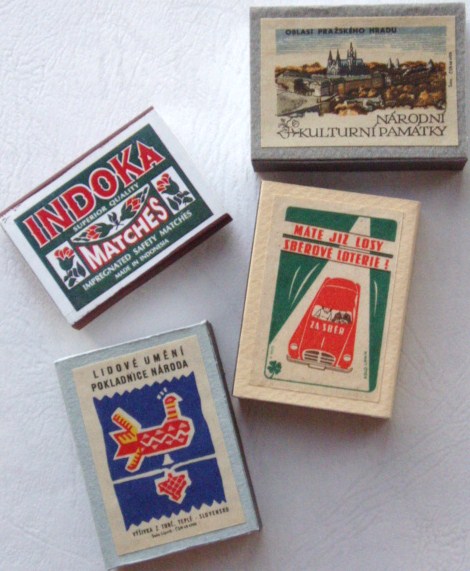 OBLAST PRAŽSKÉHO HRADU
NÁRODNÍ
KULTURNÍ PAMÁTKY
INDOKA
SUPERIOR QUALITY
MATCHES
IMPREGNATED SAFETY MATCHES
MADE IN INDONESIA
MÁTE JIŽ LOSY
SBĚROVÉ LOTERIE?
ZA SBĚR
LIDOVÉ UMĚNÍ
POKLADNICE NÁRODA
VÝŠIVKA Z TRNČ. TEPLÉ - SLOVENSKO